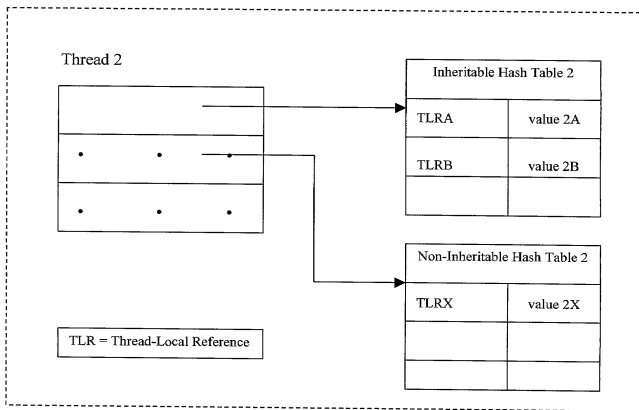 Thread 2
Inheritable Hash Table 2
TLRA value 2A
TLRB value 2B
Non-Inheritable Hash Table 2
TLRX value 2X
TLR = Thread-Local Reference